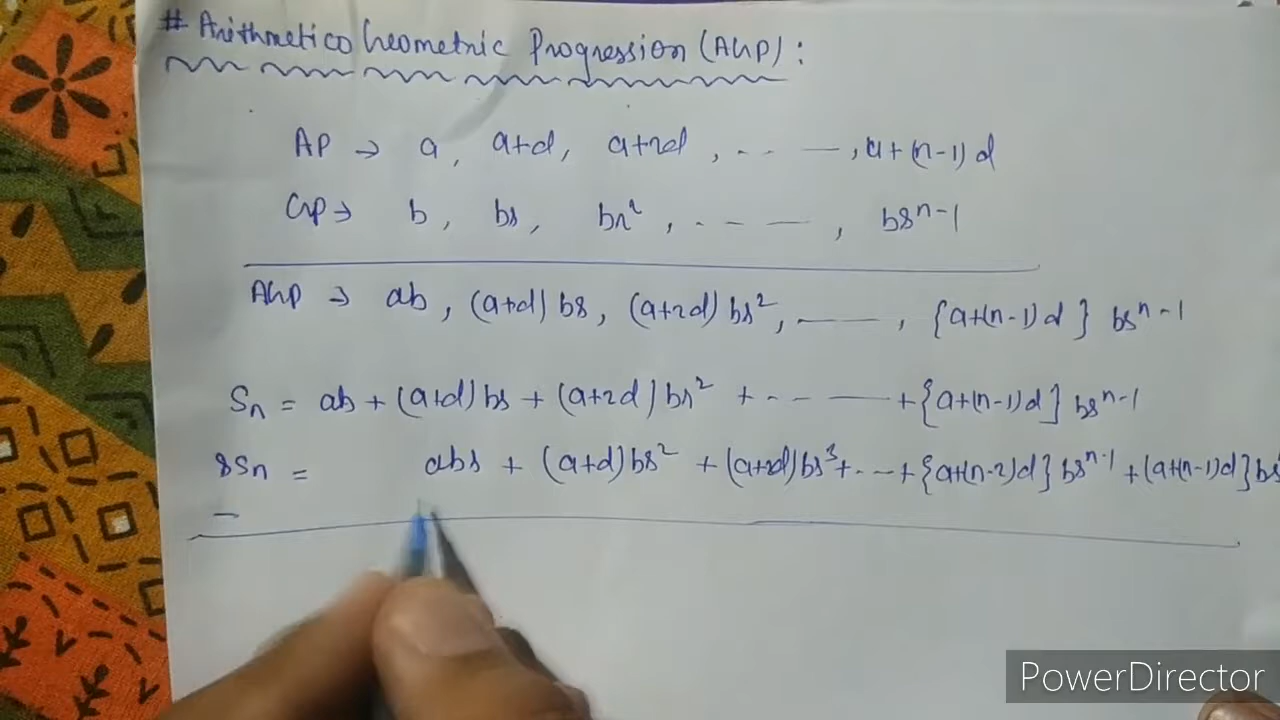 # Arithmetico Geometric Progression (AGP) :
AP → a, a+d, a+2d, - - —, a+(n-1)d
GP → b, br, br², - - - —, brⁿ⁻¹
AGP → ab, (a+d)br, (a+2d)br², ——, {a+(n-1)d} brⁿ⁻¹
Sn = ab + (a+d)br + (a+2d)br² + - - —— + {a+(n-1)d} brⁿ⁻¹
rSn = abr + (a+d)br² + (a+2d)br³ + - - — + {a+(n-2)d} brⁿ⁻¹ + (a+(n-1)d} br
—
PowerDirector